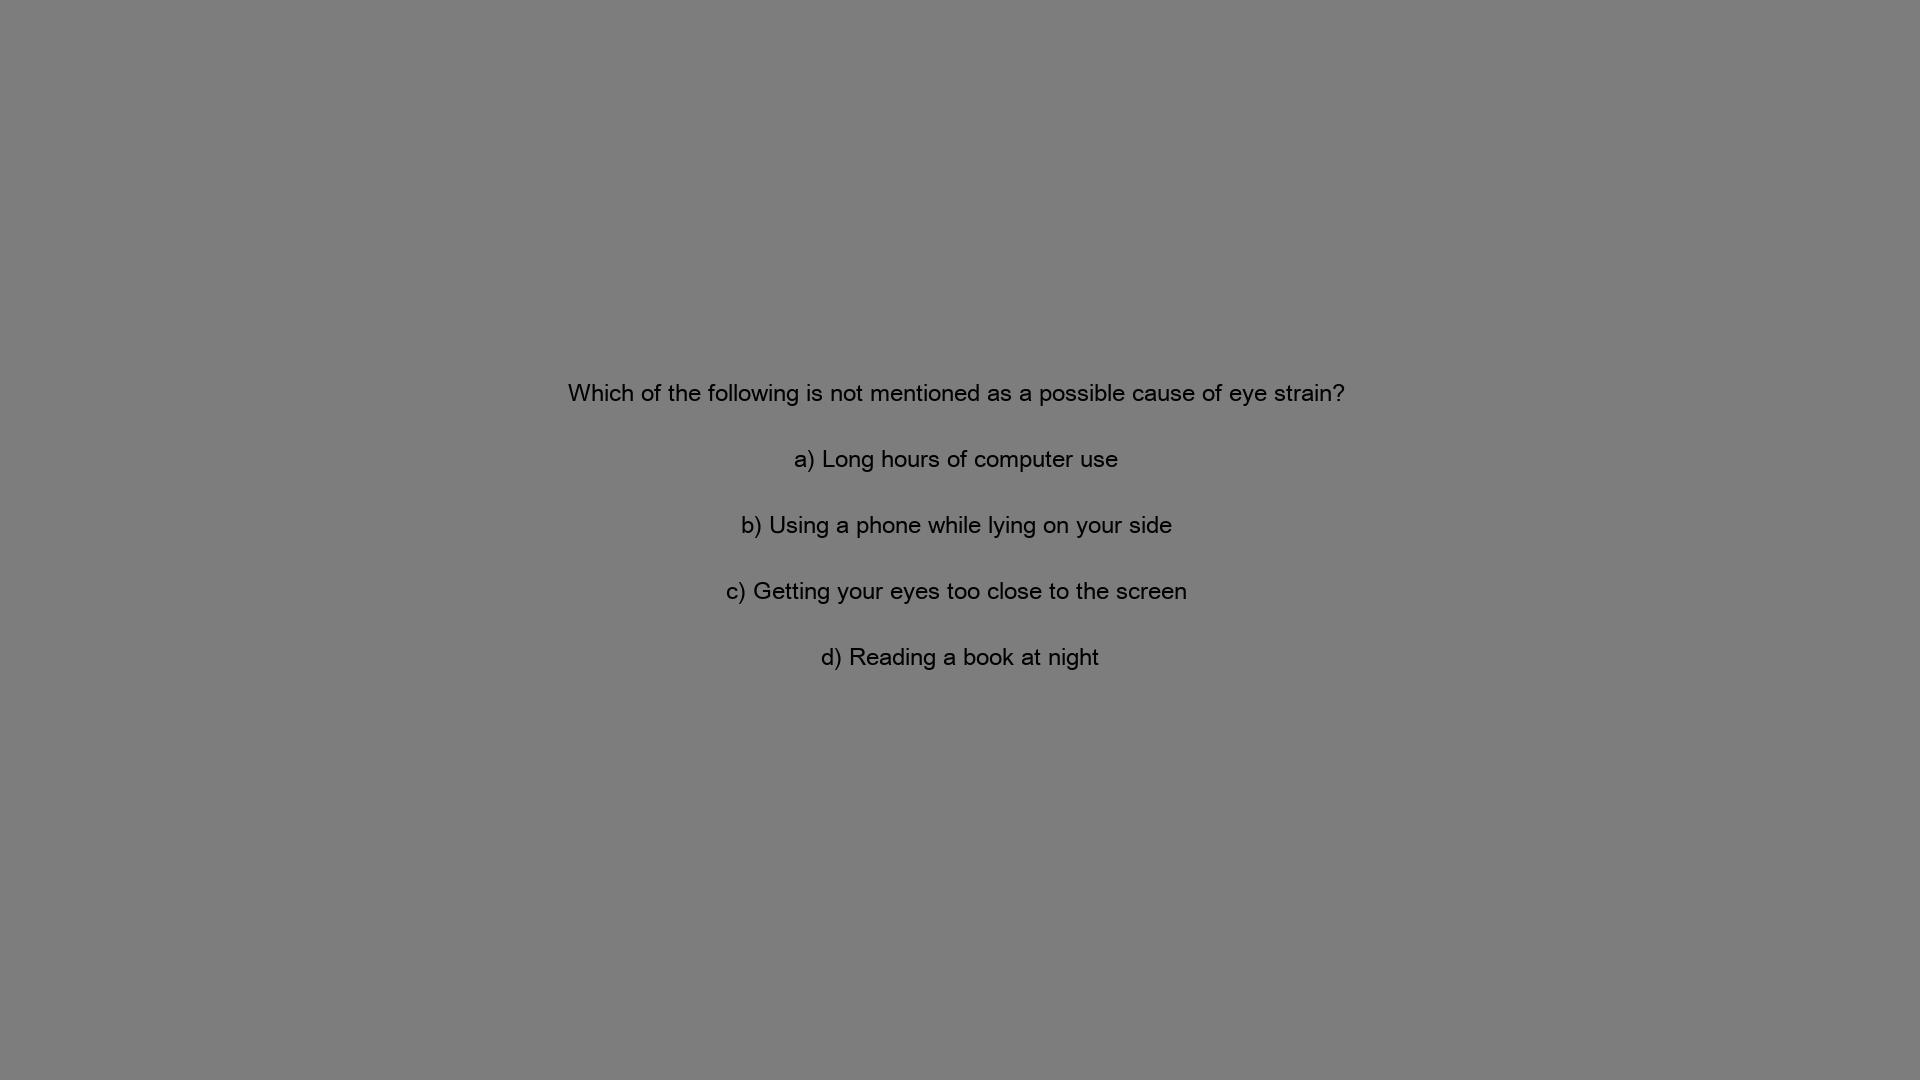 Which of the following is not mentioned as a possible cause of eye strain?
a) Long hours of computer use
b) Using a phone while lying on your side
c) Getting your eyes too close to the screen
d) Reading a book at night